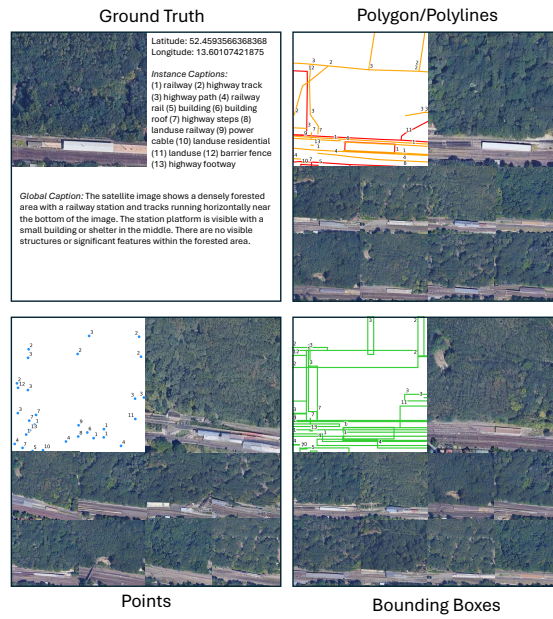 Ground Truth
Polygon/Polylines
Latitude: 52.4593566368368
Longitude: 13.60107421875
Instance Captions:
(1) railway (2) highway track
(3) highway path (4) railway
rail (5) building (6) building
roof (7) highway steps (8)
landuse railway (9) power
cable (10) landuse residential
(11) landuse (12) barrier fence
(13) highway footway
Global Caption: The satellite image shows a densely forested
area with a railway station and tracks running horizontally near
the bottom of the image. The station platform is visible with a
small building or shelter in the middle. There are no visible
structures or significant features within the forested area.
Points
Bounding Boxes